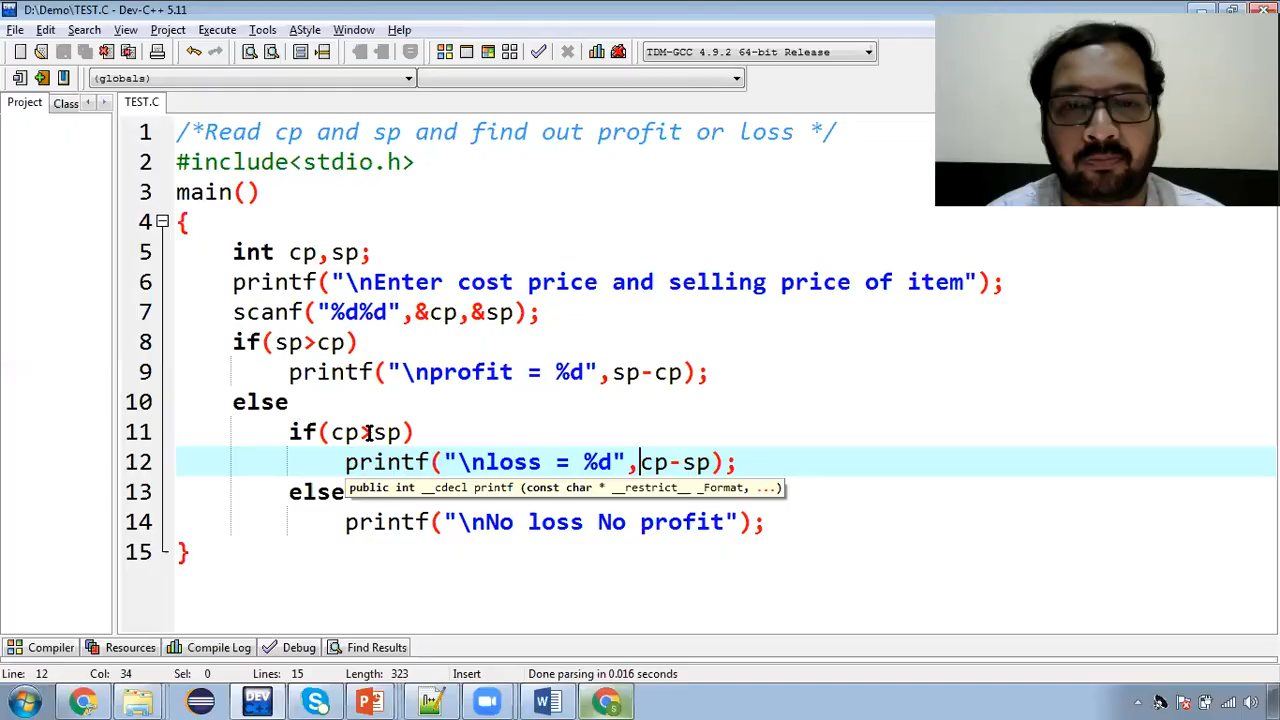 D:\Demo\TEST.C - Dev-C++ 5.11
File Edit Search View Project Execute Tools AStyle Window Help
TDM-GCC 4.9.2 64-bit Release
(globals)
Project Class TEST.C
1 /*Read cp and sp and find out profit or loss */
2 #include<stdio.h>
3 main()
4 {
5 int cp,sp;
6 printf("\nEnter cost price and selling price of item");
7 scanf("%d%d",&cp,&sp);
8 if(sp>cp)
9 printf("\nprofit = %d",sp-cp);
10 else
11 if(cp>sp)
12 printf("\nloss = %d",cp-sp);
public int __cdecl printf (const char * __restrict__ _Format, ...)
13 else
14 printf("\nNo loss No profit");
15 }
Compiler Resources Compile Log Debug Find Results
Line: 12 Col: 34 Sel: 0 Lines: 15 Length: 323 Insert Done parsing in 0.016 seconds
DEV